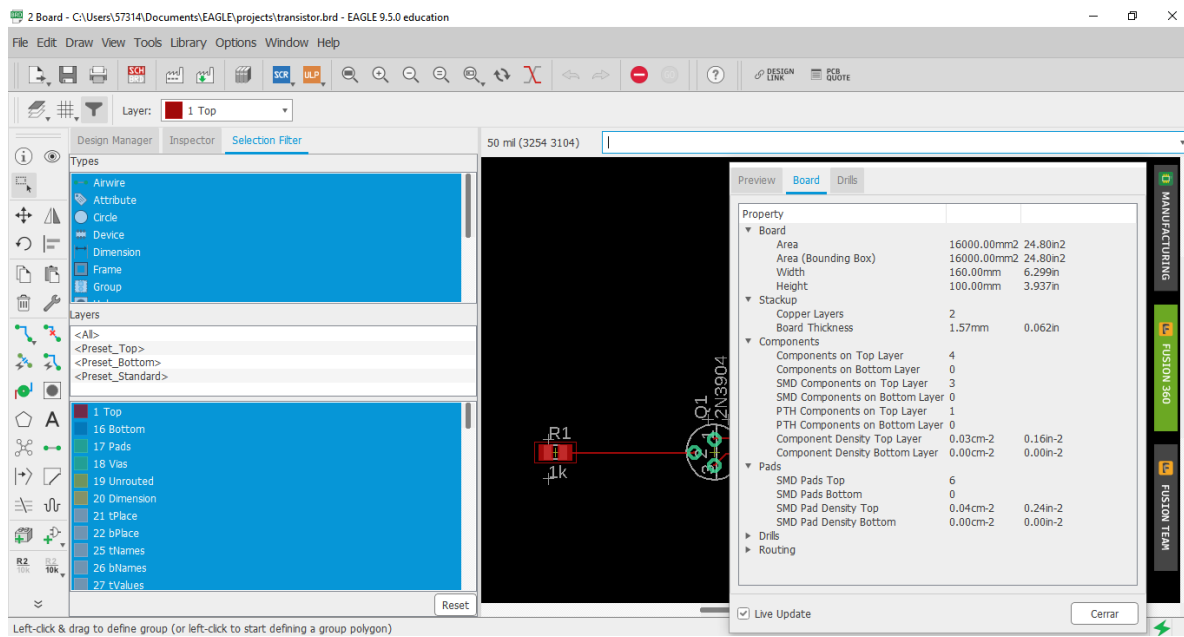 2 Board - C:\Users\57314\Documents\EAGLE\projects\transistor.brd - EAGLE 9.5.0 education
File Edit Draw View Tools Library Options Window Help
SCH
BRD
SCR
ULP
DESIGN LINK
PCB QUOTE
Layer: 1 Top
Design Manager Inspector Selection Filter
50 mil (3254 3104)
Types
Airwire
Attribute
Circle
Device
Dimension
Frame
Group
Layers
<All>
<Preset_Top>
<Preset_Bottom>
<Preset_Standard>
1 Top
16 Bottom
17 Pads
18 Vias
19 Unrouted
20 Dimension
21 tPlace
22 bPlace
25 tNames
26 bNames
27 tValues
Reset
R2
10k
R2
10k
R1
1k
Q1
2N3904
1
2
3
Preview Board Drills
Property
Board
Area 16000.00mm2 24.80in2
Area (Bounding Box) 16000.00mm2 24.80in2
Width 160.00mm 6.299in
Height 100.00mm 3.937in
Stackup
Copper Layers 2
Board Thickness 1.57mm 0.062in
Components
Components on Top Layer 4
Components on Bottom Layer 0
SMD Components on Top Layer 3
SMD Components on Bottom Layer 0
PTH Components on Top Layer 1
PTH Components on Bottom Layer 0
Component Density Top Layer 0.03cm-2 0.16in-2
Component Density Bottom Layer 0.00cm-2 0.00in-2
Pads
SMD Pads Top 6
SMD Pads Bottom 0
SMD Pad Density Top 0.04cm-2 0.24in-2
SMD Pad Density Bottom 0.00cm-2 0.00in-2
Drills
Routing
Live Update
Cerrar
MANUFACTURING
FUSION 360
FUSION TEAM
Left-click & drag to define group (or left-click to start defining a group polygon)